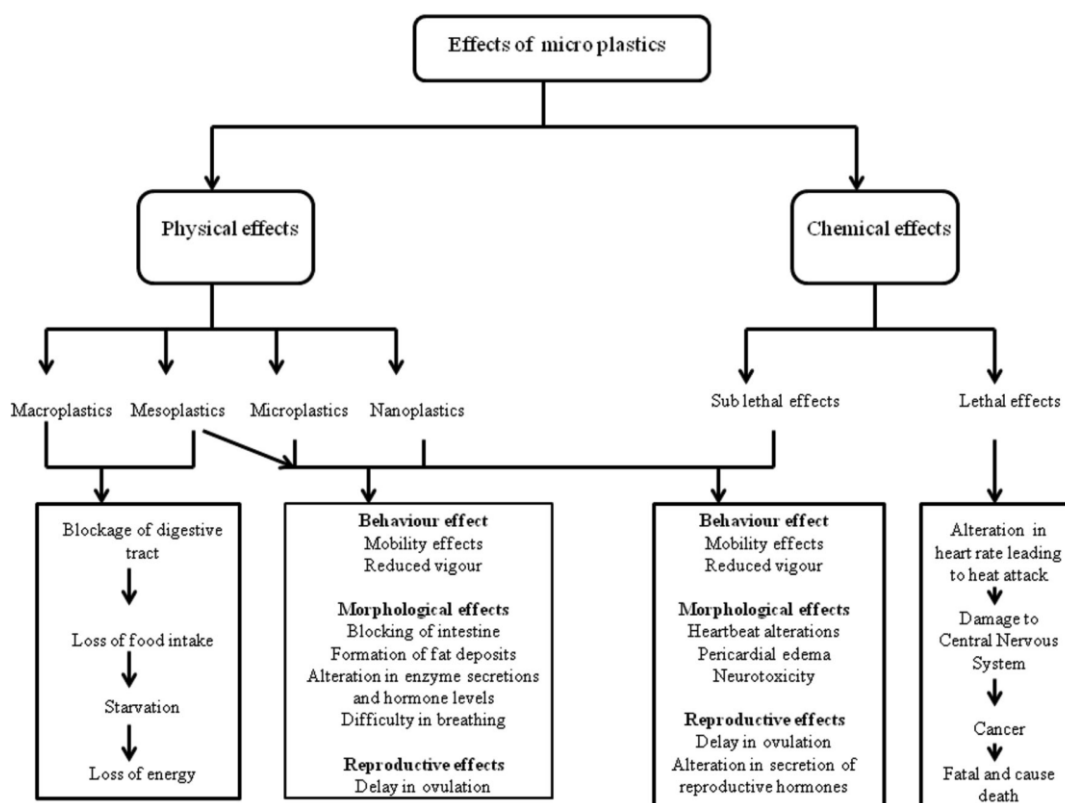 Effects of micro plastics
Physical effects
Chemical effects
Macroplastics
Mesoplastics
Microplastics
Nanoplastics
Sub lethal effects
Lethal effects
Blockage of digestive
tract
Loss of food intake
Starvation
Loss of energy
Behaviour effect
Mobility effects
Reduced vigour
Morphological effects
Blocking of intestine
Formation of fat deposits
Alteration in enzyme secretions
and hormone levels
Difficulty in breathing
Reproductive effects
Delay in ovulation
Behaviour effect
Mobility effects
Reduced vigour
Morphological effects
Heartbeat alterations
Pericardial edema
Neurotoxicity
Reproductive effects
Delay in ovulation
Alteration in secretion of
reproductive hormones
Alteration in
heart rate leading
to heat attack
Damage to
Central Nervous
System
Cancer
Fatal and cause
death